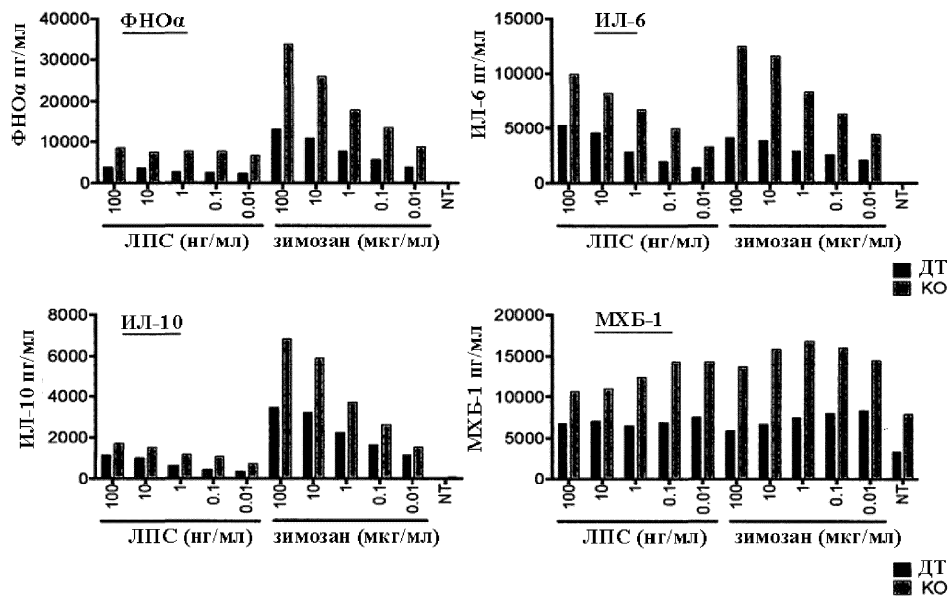 ФНОα
ФНОα пг/мл
40000
30000
20000
10000
0
100
10
1
0.1
0.01
100
10
1
0.1
0.01
NT
ЛПС (нг/мл)
зимозан (мкг/мл)
ИЛ-6
ИЛ-6 пг/мл
15000
10000
5000
0
100
10
1
0.1
0.01
100
10
1
0.1
0.01
NT
ЛПС (нг/мл)
зимозан (мкг/мл)
ДТ
КО
ИЛ-10
ИЛ-10 пг/мл
8000
6000
4000
2000
0
100
10
1
0.1
0.01
100
10
1
0.1
0.01
NT
ЛПС (нг/мл)
зимозан (мкг/мл)
МХБ-1
МХБ-1 пг/мл
20000
15000
10000
5000
0
100
10
1
0.1
0.01
100
10
1
0.1
0.01
NT
ЛПС (нг/мл)
зимозан (мкг/мл)
ДТ
КО